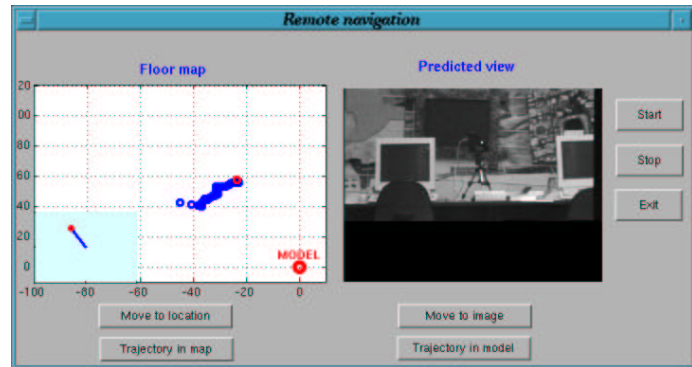 Remote navigation
Floor map
Predicted view
20
00
80
60
40
20
0
MODEL
-100 -80 -60 -40 -20 0
Start
Stop
Exit
Move to location
Move to image
Trajectory in map
Trajectory in model